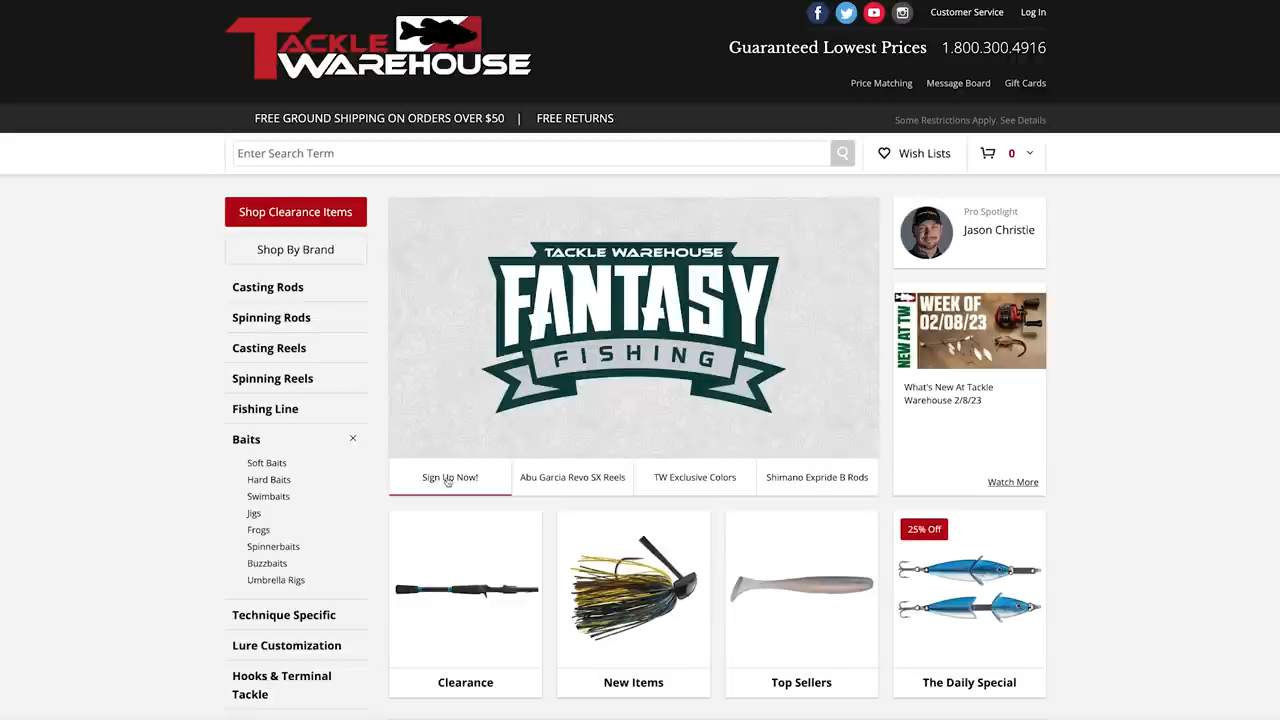 TACKLE
WAREHOUSE
Customer Service
Log In
Guaranteed Lowest Prices 1.800.300.4916
Price Matching
Message Board
Gift Cards
FREE GROUND SHIPPING ON ORDERS OVER $50 | FREE RETURNS
Some Restrictions Apply. See Details
Enter Search Term
Wish Lists
0
Shop Clearance Items
Shop By Brand
Casting Rods
Spinning Rods
Casting Reels
Spinning Reels
Fishing Line
Baits
Soft Baits
Hard Baits
Swimbaits
Jigs
Frogs
Spinnerbaits
Buzzbaits
Umbrella Rigs
Technique Specific
Lure Customization
Hooks & Terminal
Tackle
TACKLE WAREHOUSE
FANTASY
FISHING
Sign Up Now!
Abu Garcia Revo SX Reels
TW Exclusive Colors
Shimano Expride B Rods
Pro Spotlight
Jason Christie
NEW AT TW
WEEK OF
02/08/23
What's New At Tackle
Warehouse 2/8/23
Watch More
Clearance
New Items
Top Sellers
25% Off
The Daily Special